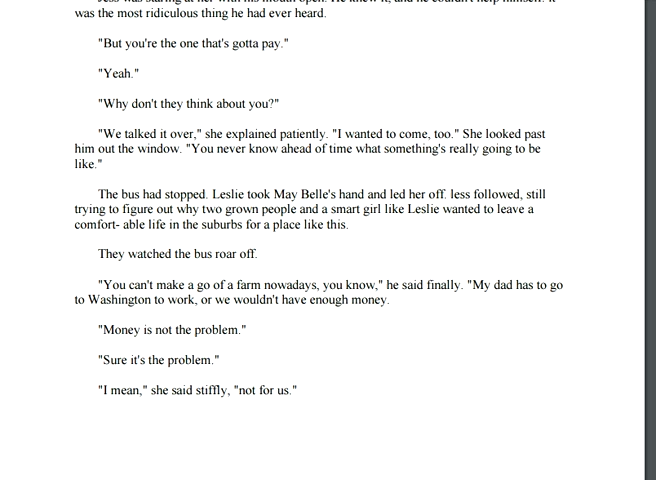 was the most ridiculous thing he had ever heard.
"But you're the one that's gotta pay."
"Yeah."
"Why don't they think about you?"
"We talked it over," she explained patiently. "I wanted to come, too." She looked past
him out the window. "You never know ahead of time what something's really going to be
like."
The bus had stopped. Leslie took May Belle's hand and led her off. less followed, still
trying to figure out why two grown people and a smart girl like Leslie wanted to leave a
comfort- able life in the suburbs for a place like this.
They watched the bus roar off.
"You can't make a go of a farm nowadays, you know," he said finally. "My dad has to go
to Washington to work, or we wouldn't have enough money.
"Money is not the problem."
"Sure it's the problem."
"I mean," she said stiffly, "not for us."